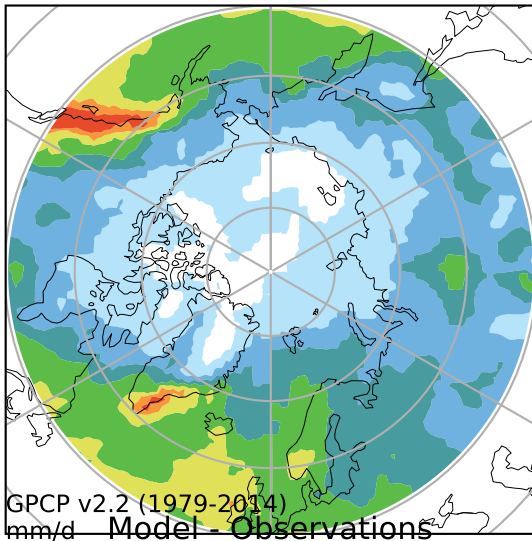 GPCP v2.2 (1979-2014)
mm/d
Model - Observations